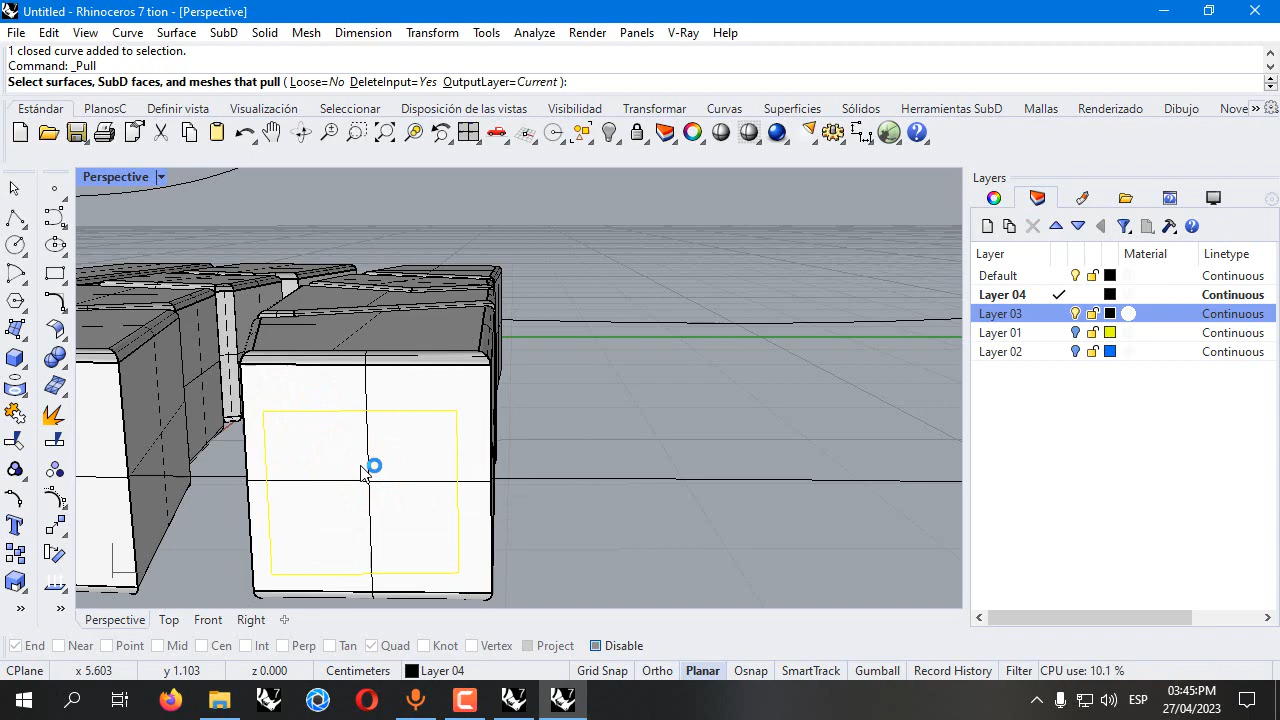 Untitled - Rhinoceros 7 tion - [Perspective]
File Edit View Curve Surface SubD Solid Mesh Dimension Transform Tools Analyze Render Panels V-Ray Help
1 closed curve added to selection.
Command: _Pull
Select surfaces, SubD faces, and meshes that pull ( Loose=No DeleteInput=Yes OutputLayer=Current ):
Estándar PlanosC Definir vista Visualización Seleccionar Disposición de las vistas Visibilidad Transformar Curvas Superficies Sólidos Herramientas SubD Mallas Renderizado Dibujo Nove »
Perspective
Layers
Layer Material Linetype
Default Continuous
Layer 04 Continuous
Layer 03 Continuous
Layer 01 Continuous
Layer 02 Continuous
Perspective Top Front Right
End Near Point Mid Cen Int Perp Tan Quad Knot Vertex Project Disable
CPlane x 5.603 y 1.103 z 0.000 Centimeters Layer 04 Grid Snap Ortho Planar Osnap SmartTrack Gumball Record History Filter CPU use: 10.1 %
ESP
03:45:PM
27/04/2023